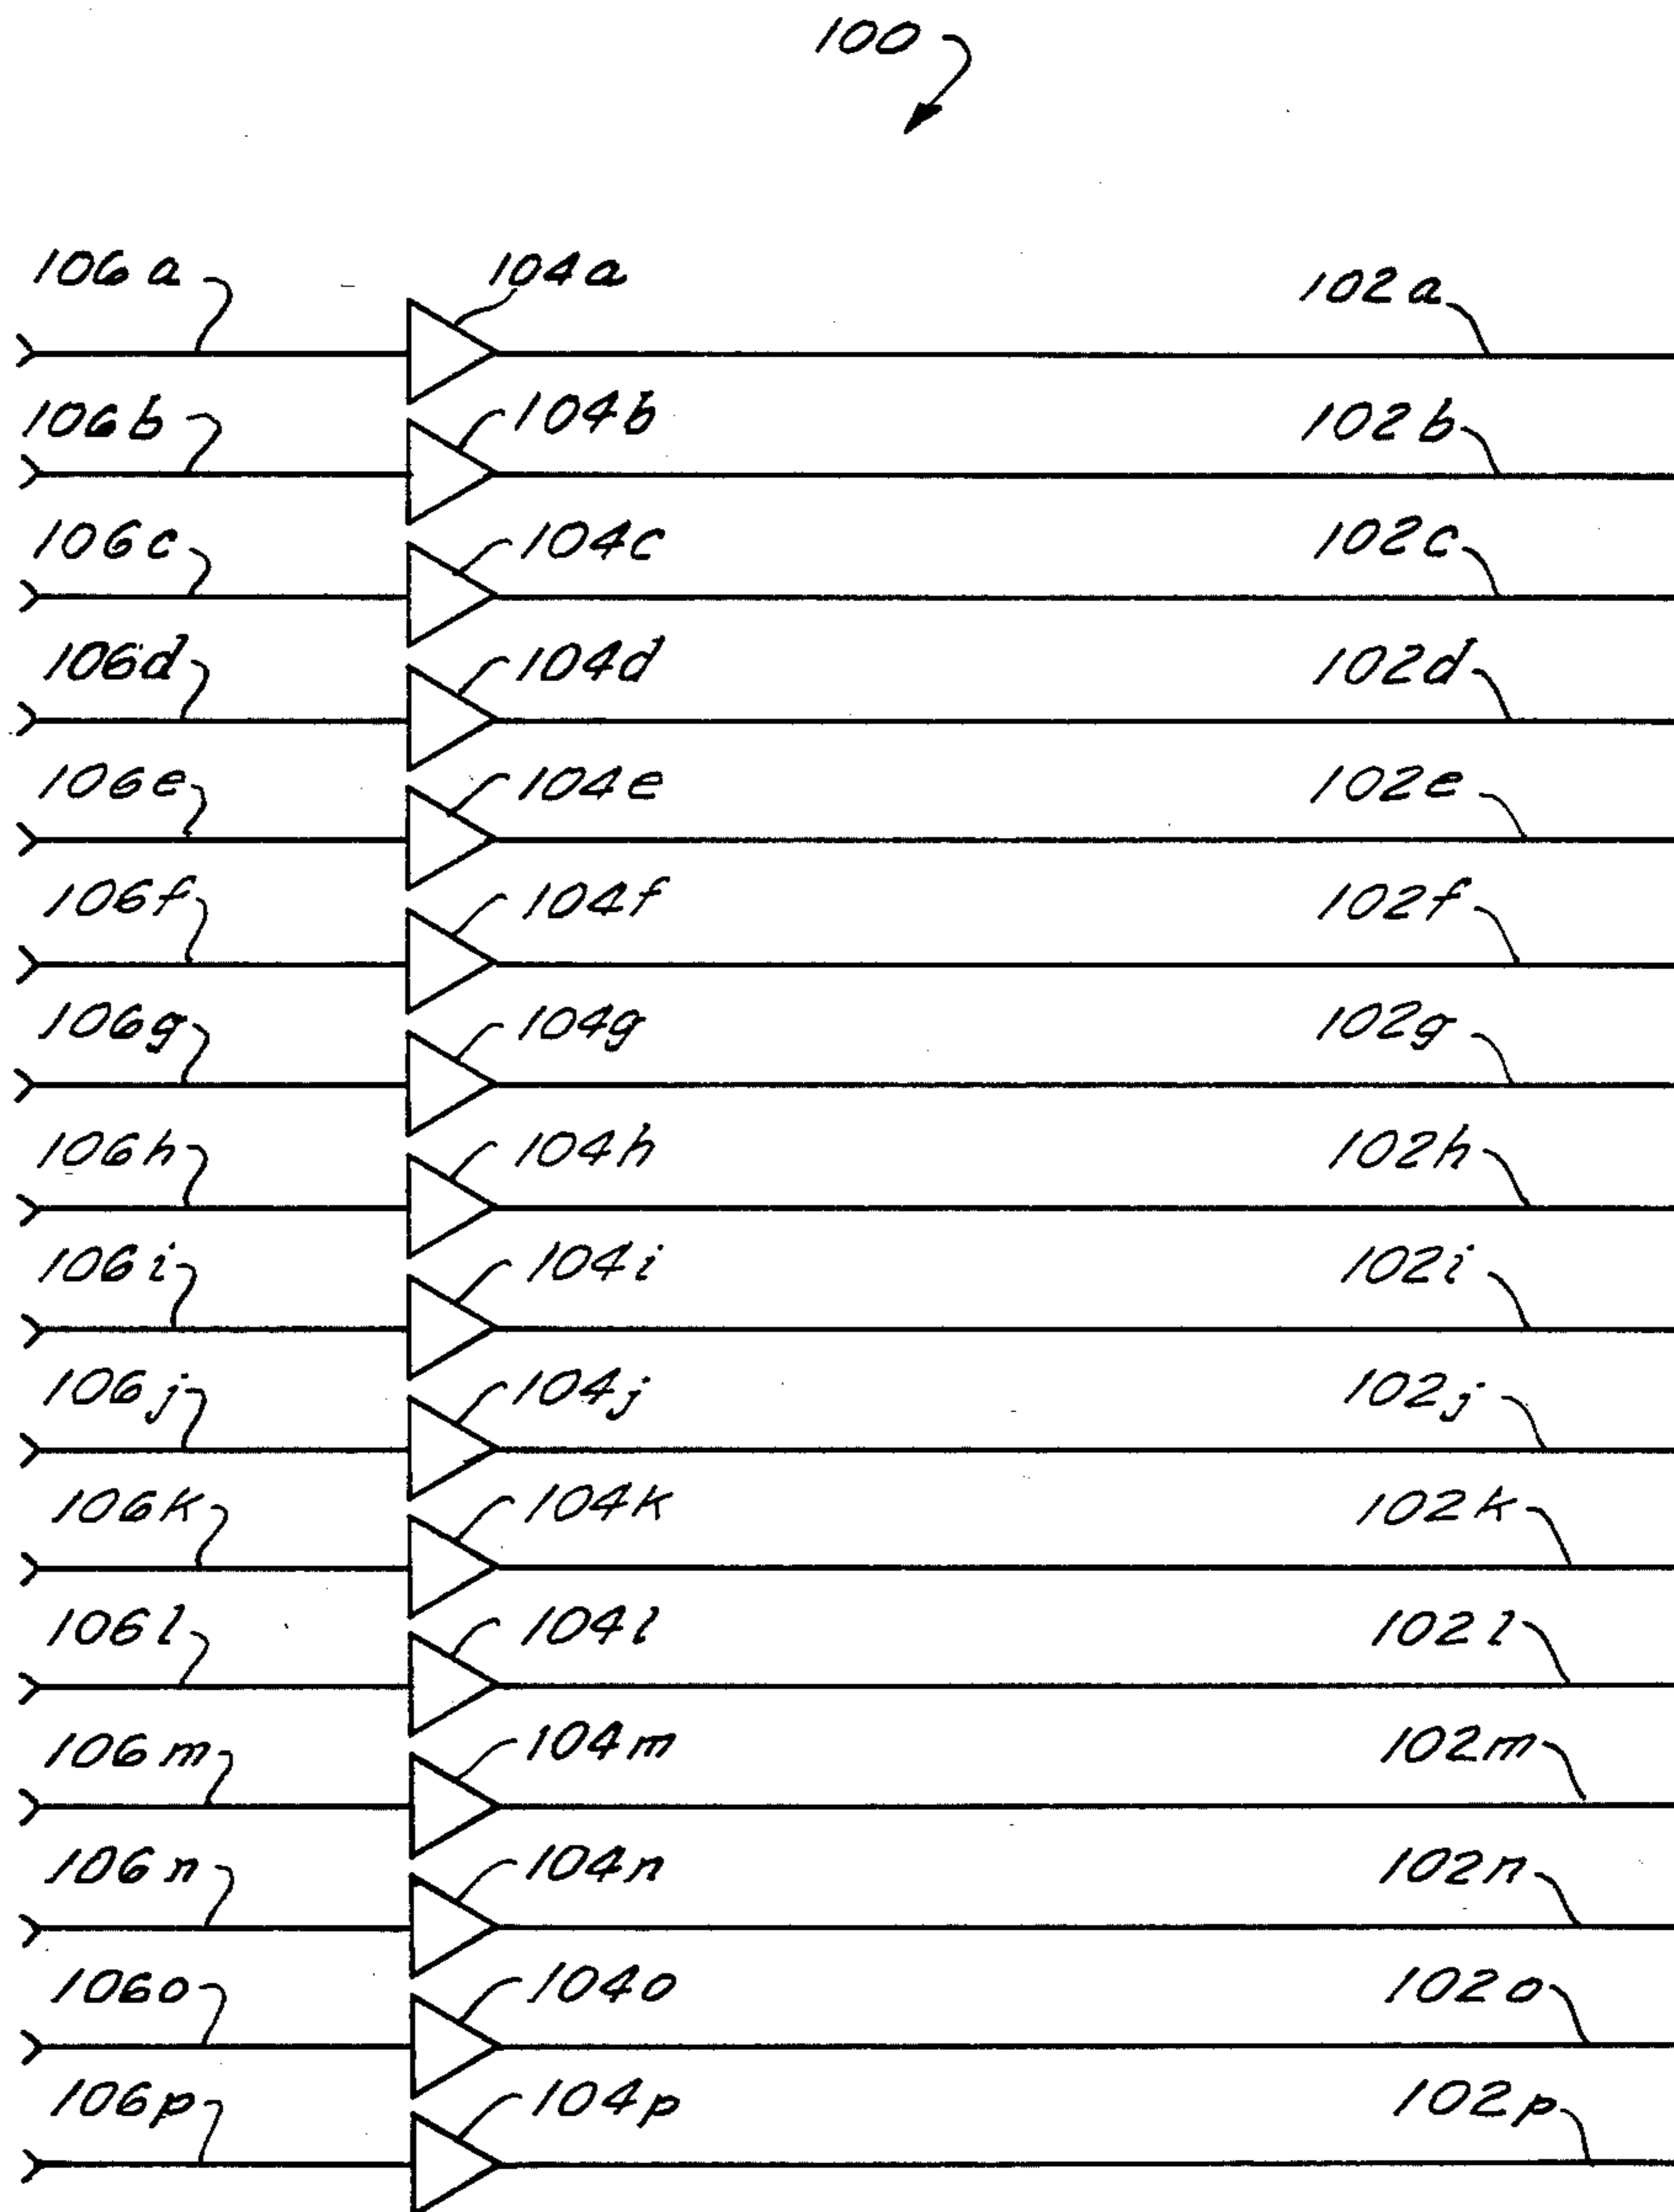 100
106a 104a 102a
106b 104b 102b
106c 104c 102c
106d 104d 102d
106e 104e 102e
106f 104f 102f
106g 104g 102g
106h 104h 102h
106i 104i 102i
106j 104j 102j
106k 104k 102k
106l 104l 102l
106m 104m 102m
106n 104n 102n
106o 104o 102o
106p 104p 102p